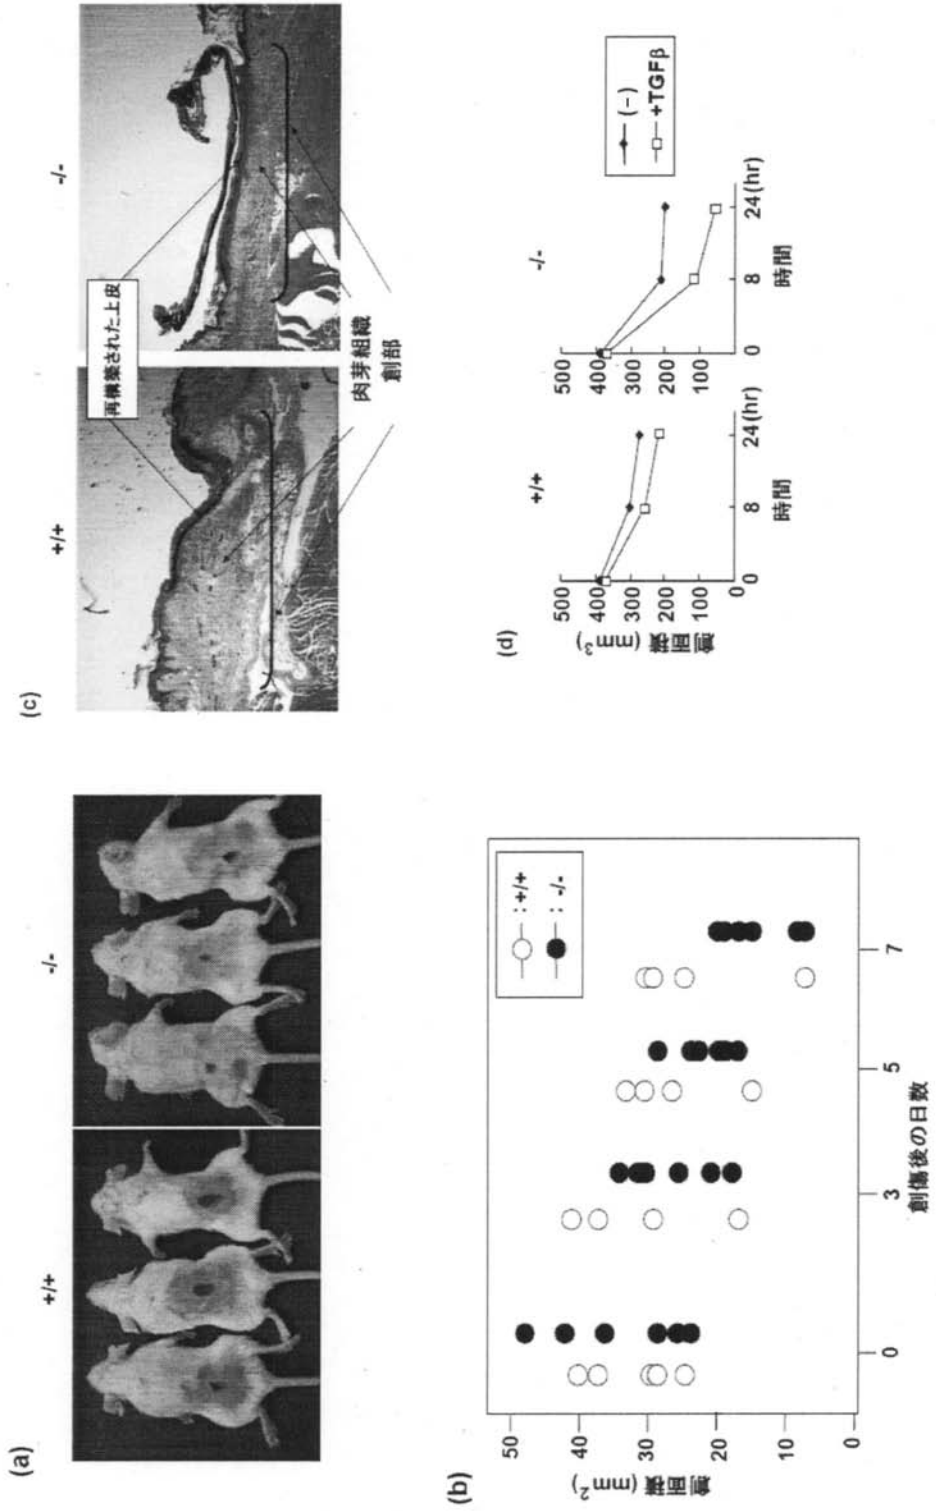 (a)
+/+
-/-
(b)
創面積 (mm²)
50
40
30
20
10
0
○ : +/+
● : -/-
0
3
5
7
創傷後の日数
(c)
+/+
-/-
再構築された上皮
肉芽組織
創部
(d)
+/+
創面積 (mm³)
500
400
300
200
100
0
0
8
24(hr)
時間
-/-
500
400
300
200
100
0
8
24(hr)
時間
(-)
+TGFβ